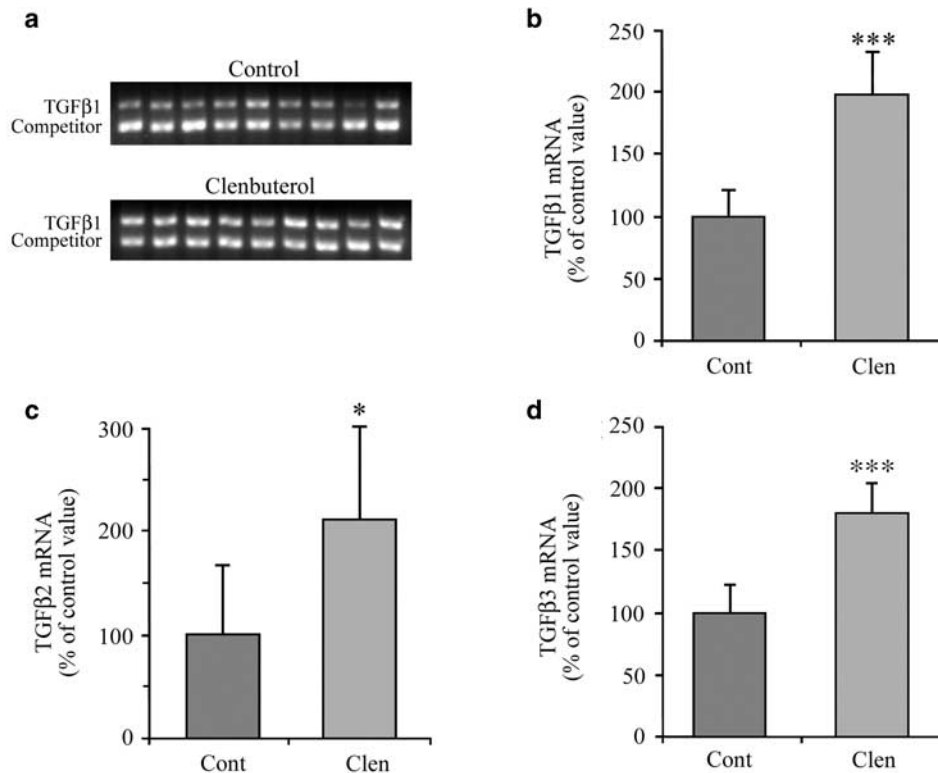 a
Control
TGFβ1
Competitor
Clenbuterol
TGFβ1
Competitor
b
TGFβ1 mRNA
(% of control value)
250
200
150
100
50
0
***
Cont
Clen
c
TGFβ2 mRNA
(% of control value)
300
200
100
0
*
Cont
Clen
d
TGFβ3 mRNA
(% of control value)
250
200
150
100
50
0
***
Cont
Clen